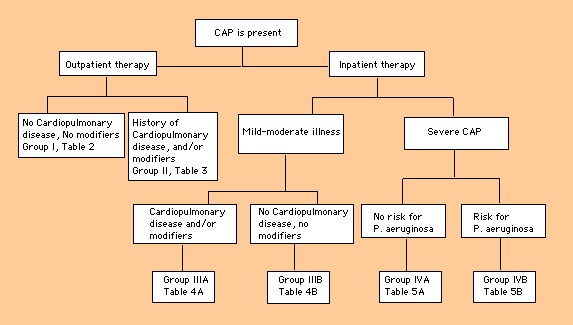 CAP is present
Outpatient therapy
Inpatient therapy
No Cardiopulmonary
disease, No modifiers
Group I, Table 2
History of
Cardiopulmonary
disease, and/or
modifiers
Group II, Table 3
Mild-moderate illness
Severe CAP
Cardiopulmonary
disease and/or
modifiers
No Cardiopulmonary
disease, no
modifiers
No risk for
P. aeruginosa
Risk for
P. aeruginosa
Group IIIA
Table 4A
Group IIIB
Table 4B
Group IVA
Table 5A
Group IVB
Table 5B